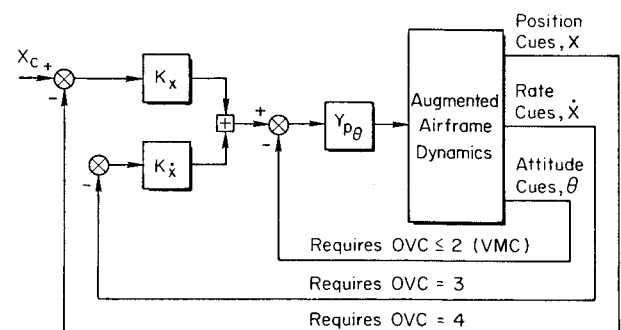 Position
Cues, X
X_C +
-
K_x
Rate
Cues, Ẋ
+
+
-
Y_pθ
Augmented
Airframe
Dynamics
K_ẋ
-
Attitude
Cues, θ
Requires OVC ≤ 2 (VMC)
Requires OVC = 3
Requires OVC = 4